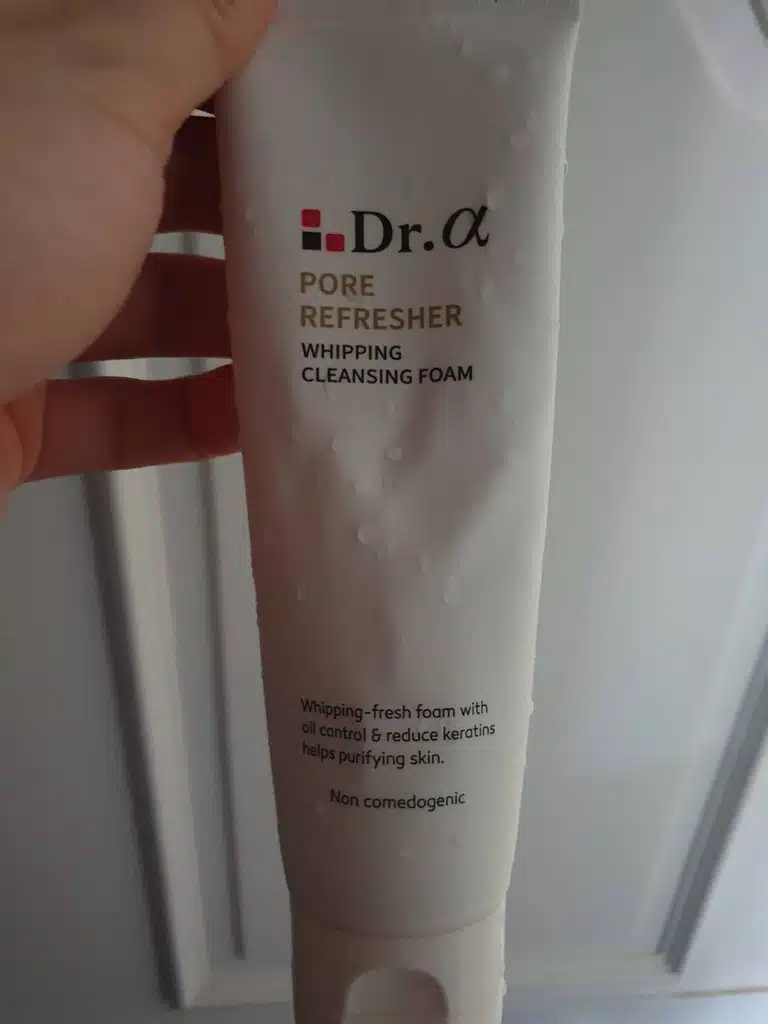 Dr.α
PORE
REFRESHER
WHIPPING
CLEANSING FOAM
Whipping-fresh foam with
oil control & reduce keratins
helps purifying skin.
Non comedogenic